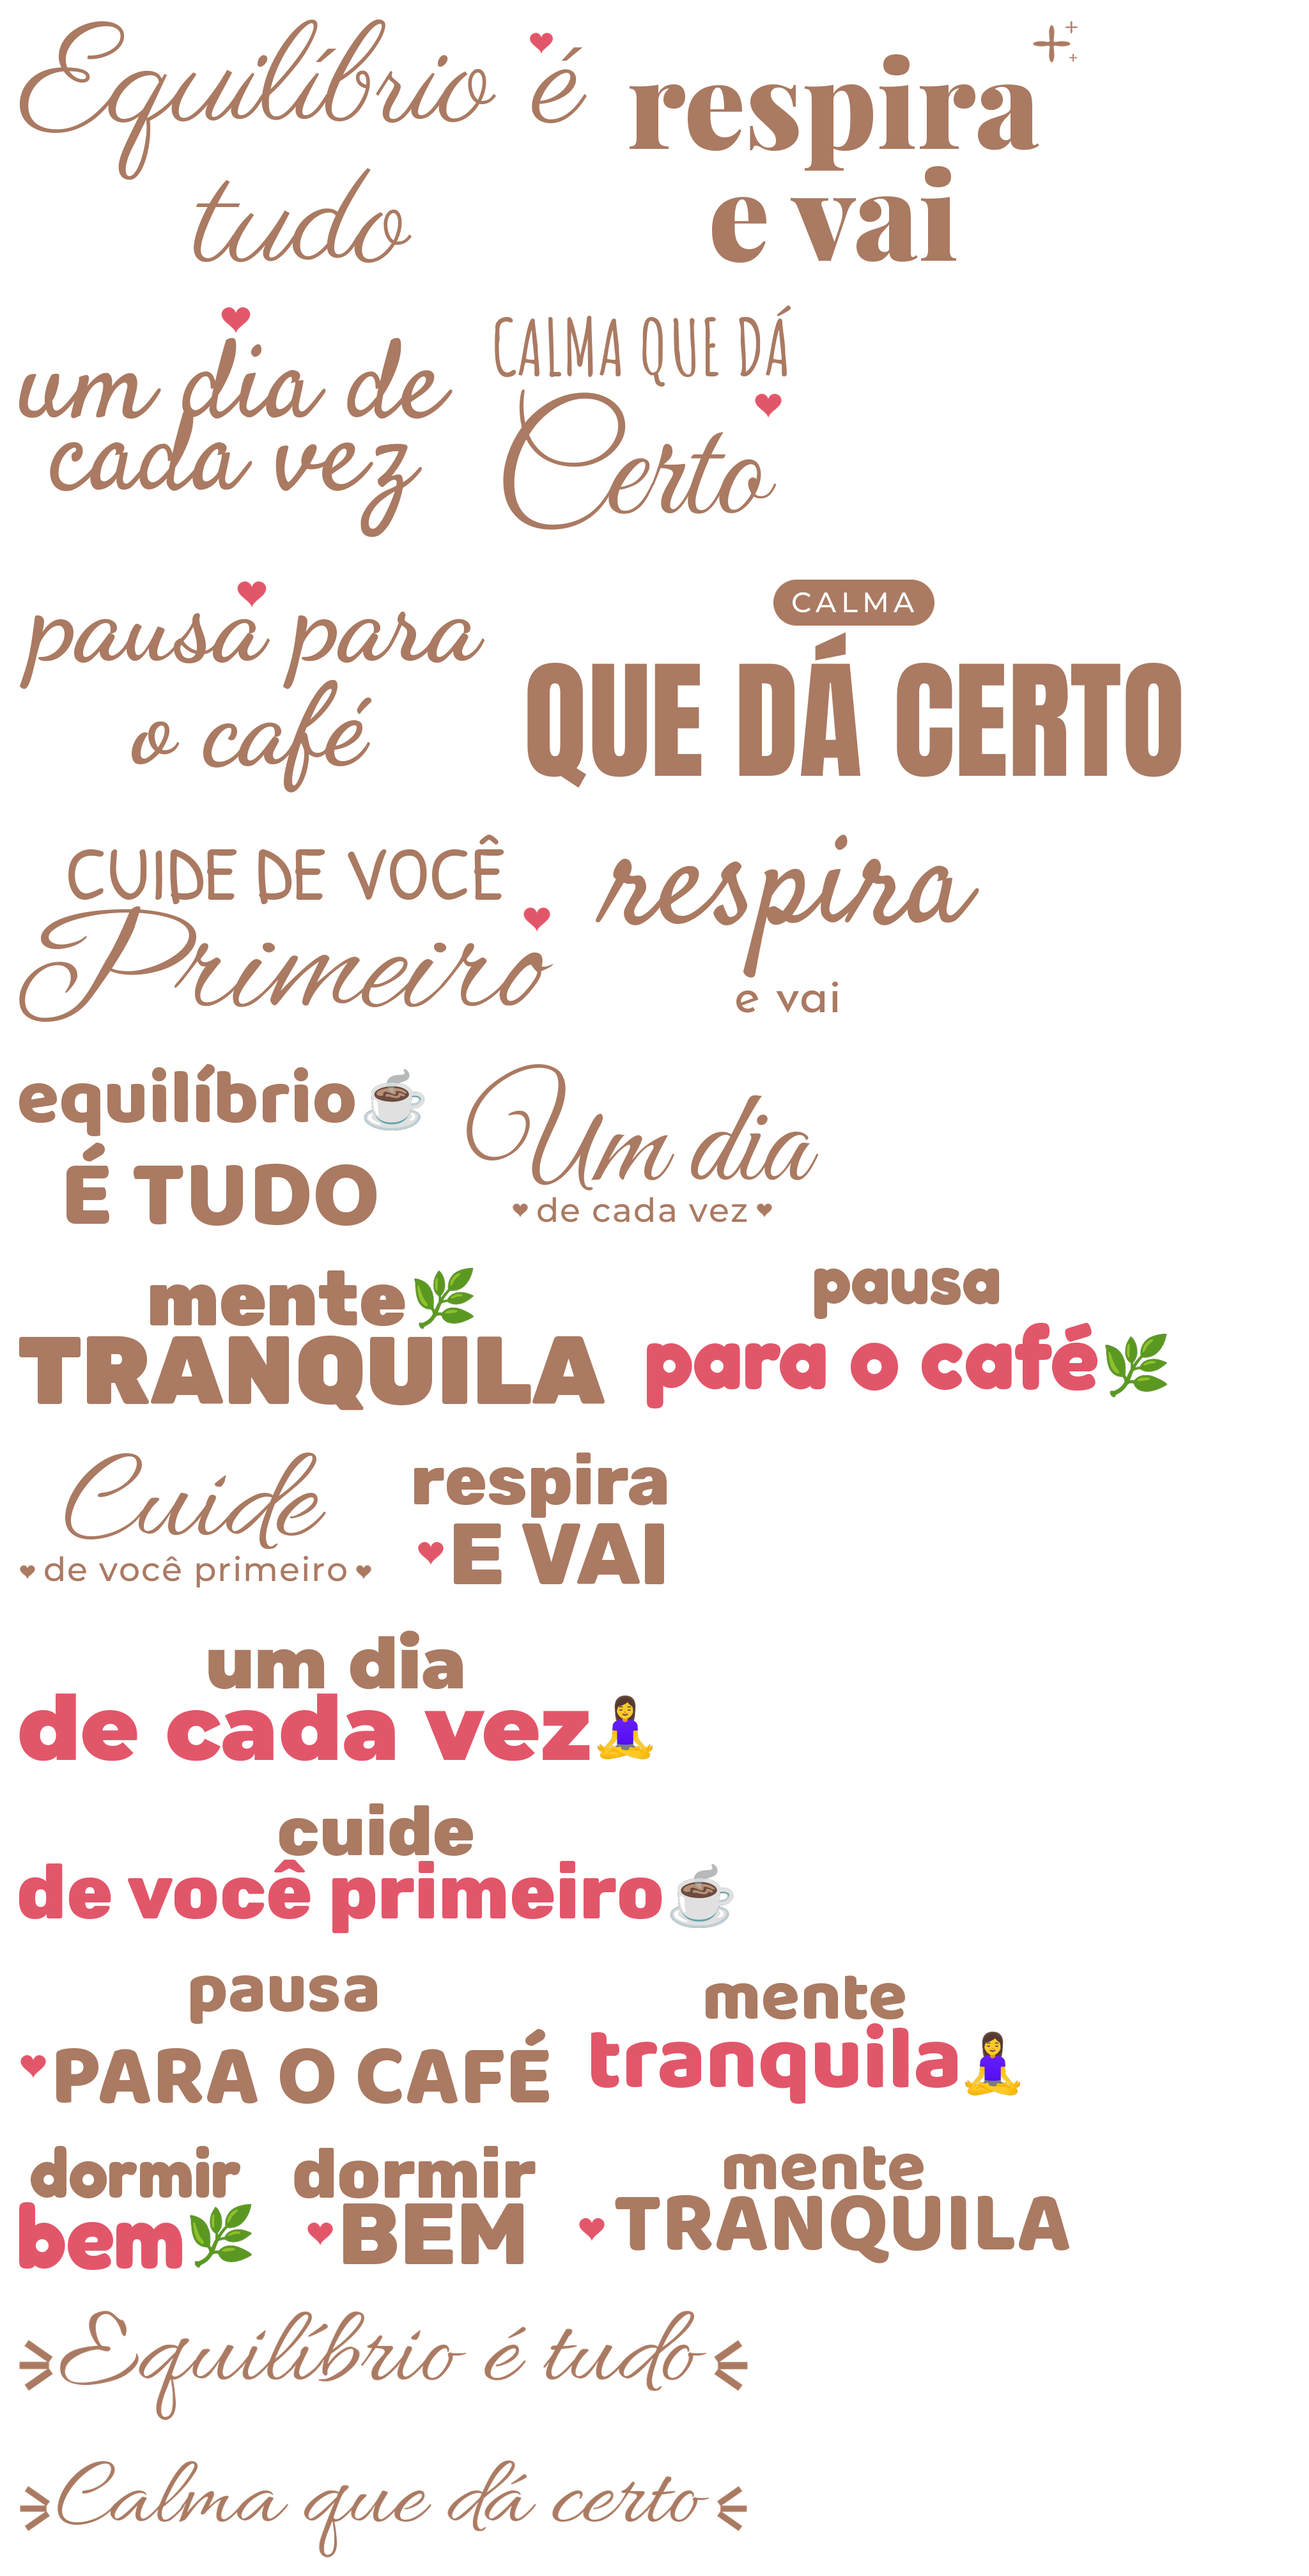 Equilíbrio é
tudo
respira
e vai
um dia de
cada vez
CALMA QUE DÁ
Certo
pausa para
o café
CALMA
QUE DÁ CERTO
CUIDE DE VOCÊ
Primeiro
respira
e vai
equilíbrio
É TUDO
Um dia
de cada vez
mente
TRANQUILA
pausa
para o café
Cuide
de você primeiro
respira
E VAI
um dia
de cada vez
cuide
de você primeiro
pausa
PARA O CAFÉ
mente
tranquila
dormir
bem
dormir
BEM
mente
TRANQUILA
Equilíbrio é tudo
Calma que dá certo